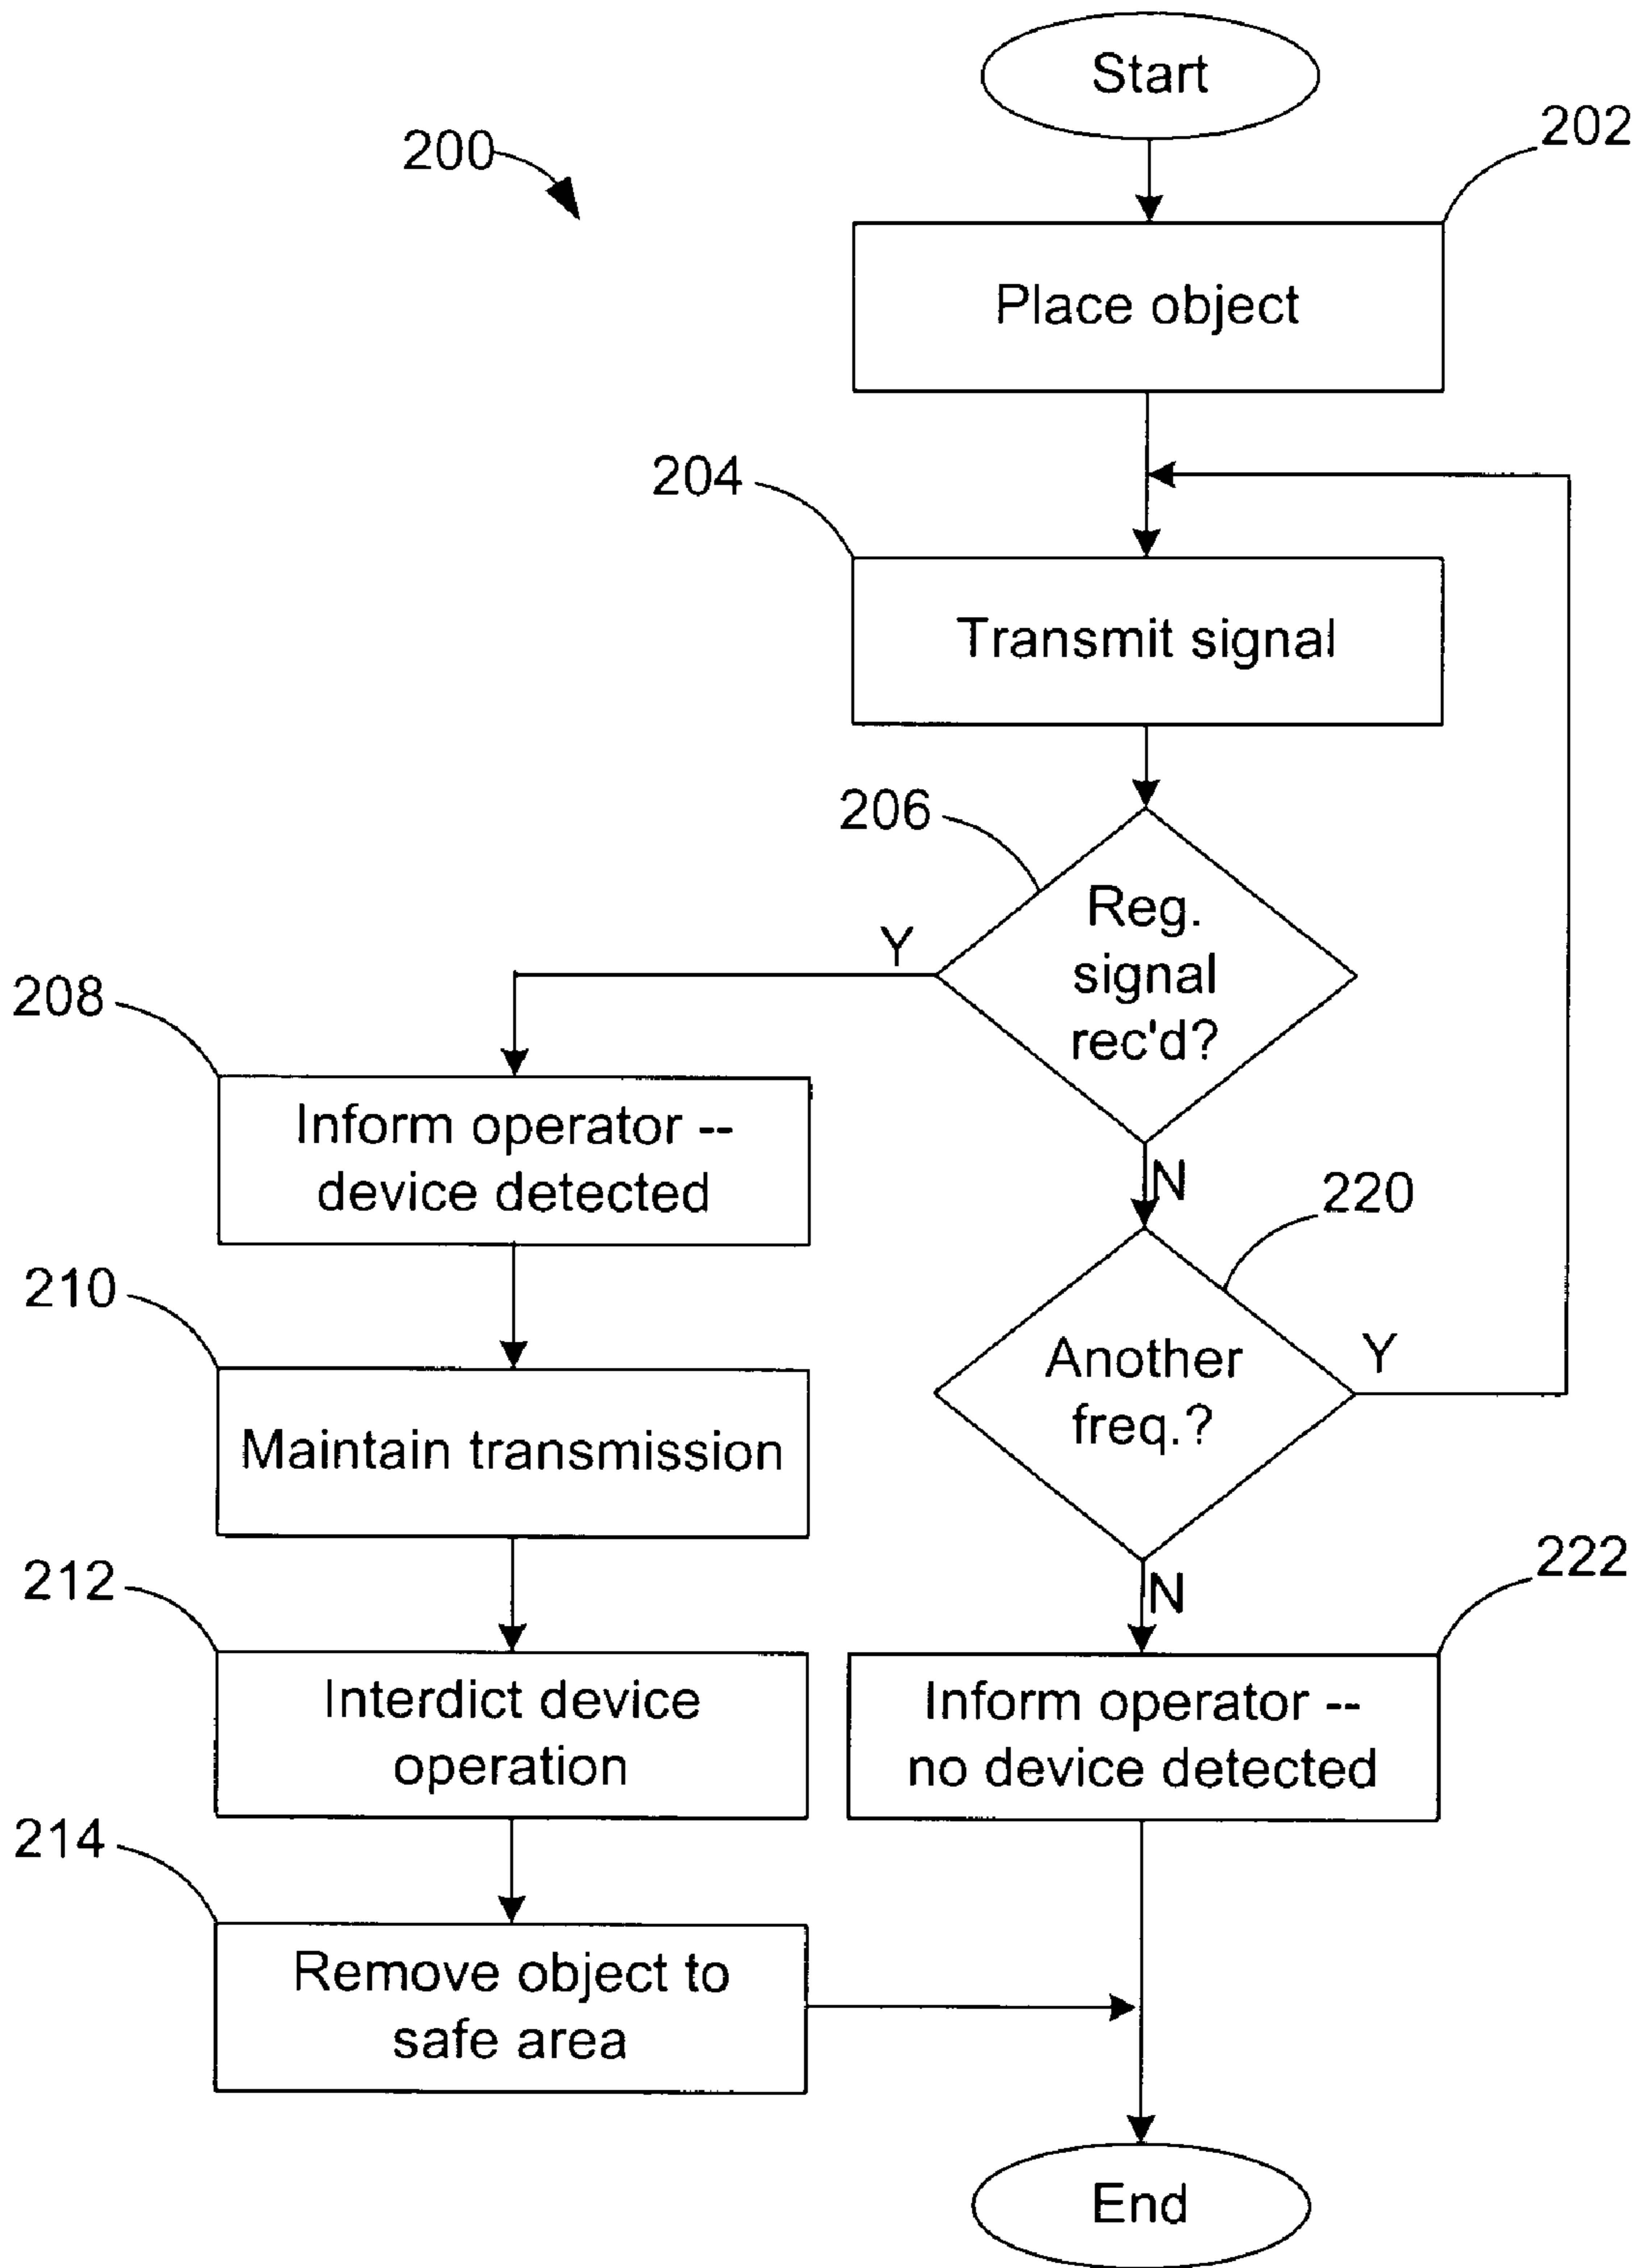 Start
200
202
Place object
204
Transmit signal
206
Reg.
signal
rec'd?
Y
208
Inform operator --
device detected
N
220
210
Another
freq.?
Y
Maintain transmission
212
N
222
Interdict device
operation
Inform operator --
no device detected
214
Remove object to
safe area
End